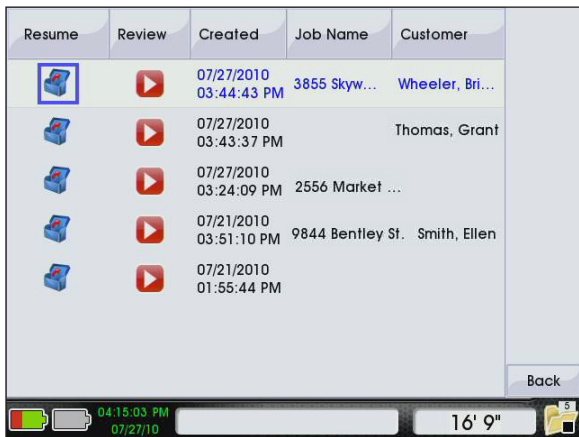 Resume Review Created Job Name Customer
07/27/2010
03:44:43 PM 3855 Skyw... Wheeler, Bri...
07/27/2010
03:43:37 PM Thomas, Grant
07/27/2010
03:24:09 PM 2556 Market ...
07/21/2010
03:51:10 PM 9844 Bentley St. Smith, Ellen
07/21/2010
01:55:44 PM
Back
04:15:03 PM
07/27/10
16' 9"
5